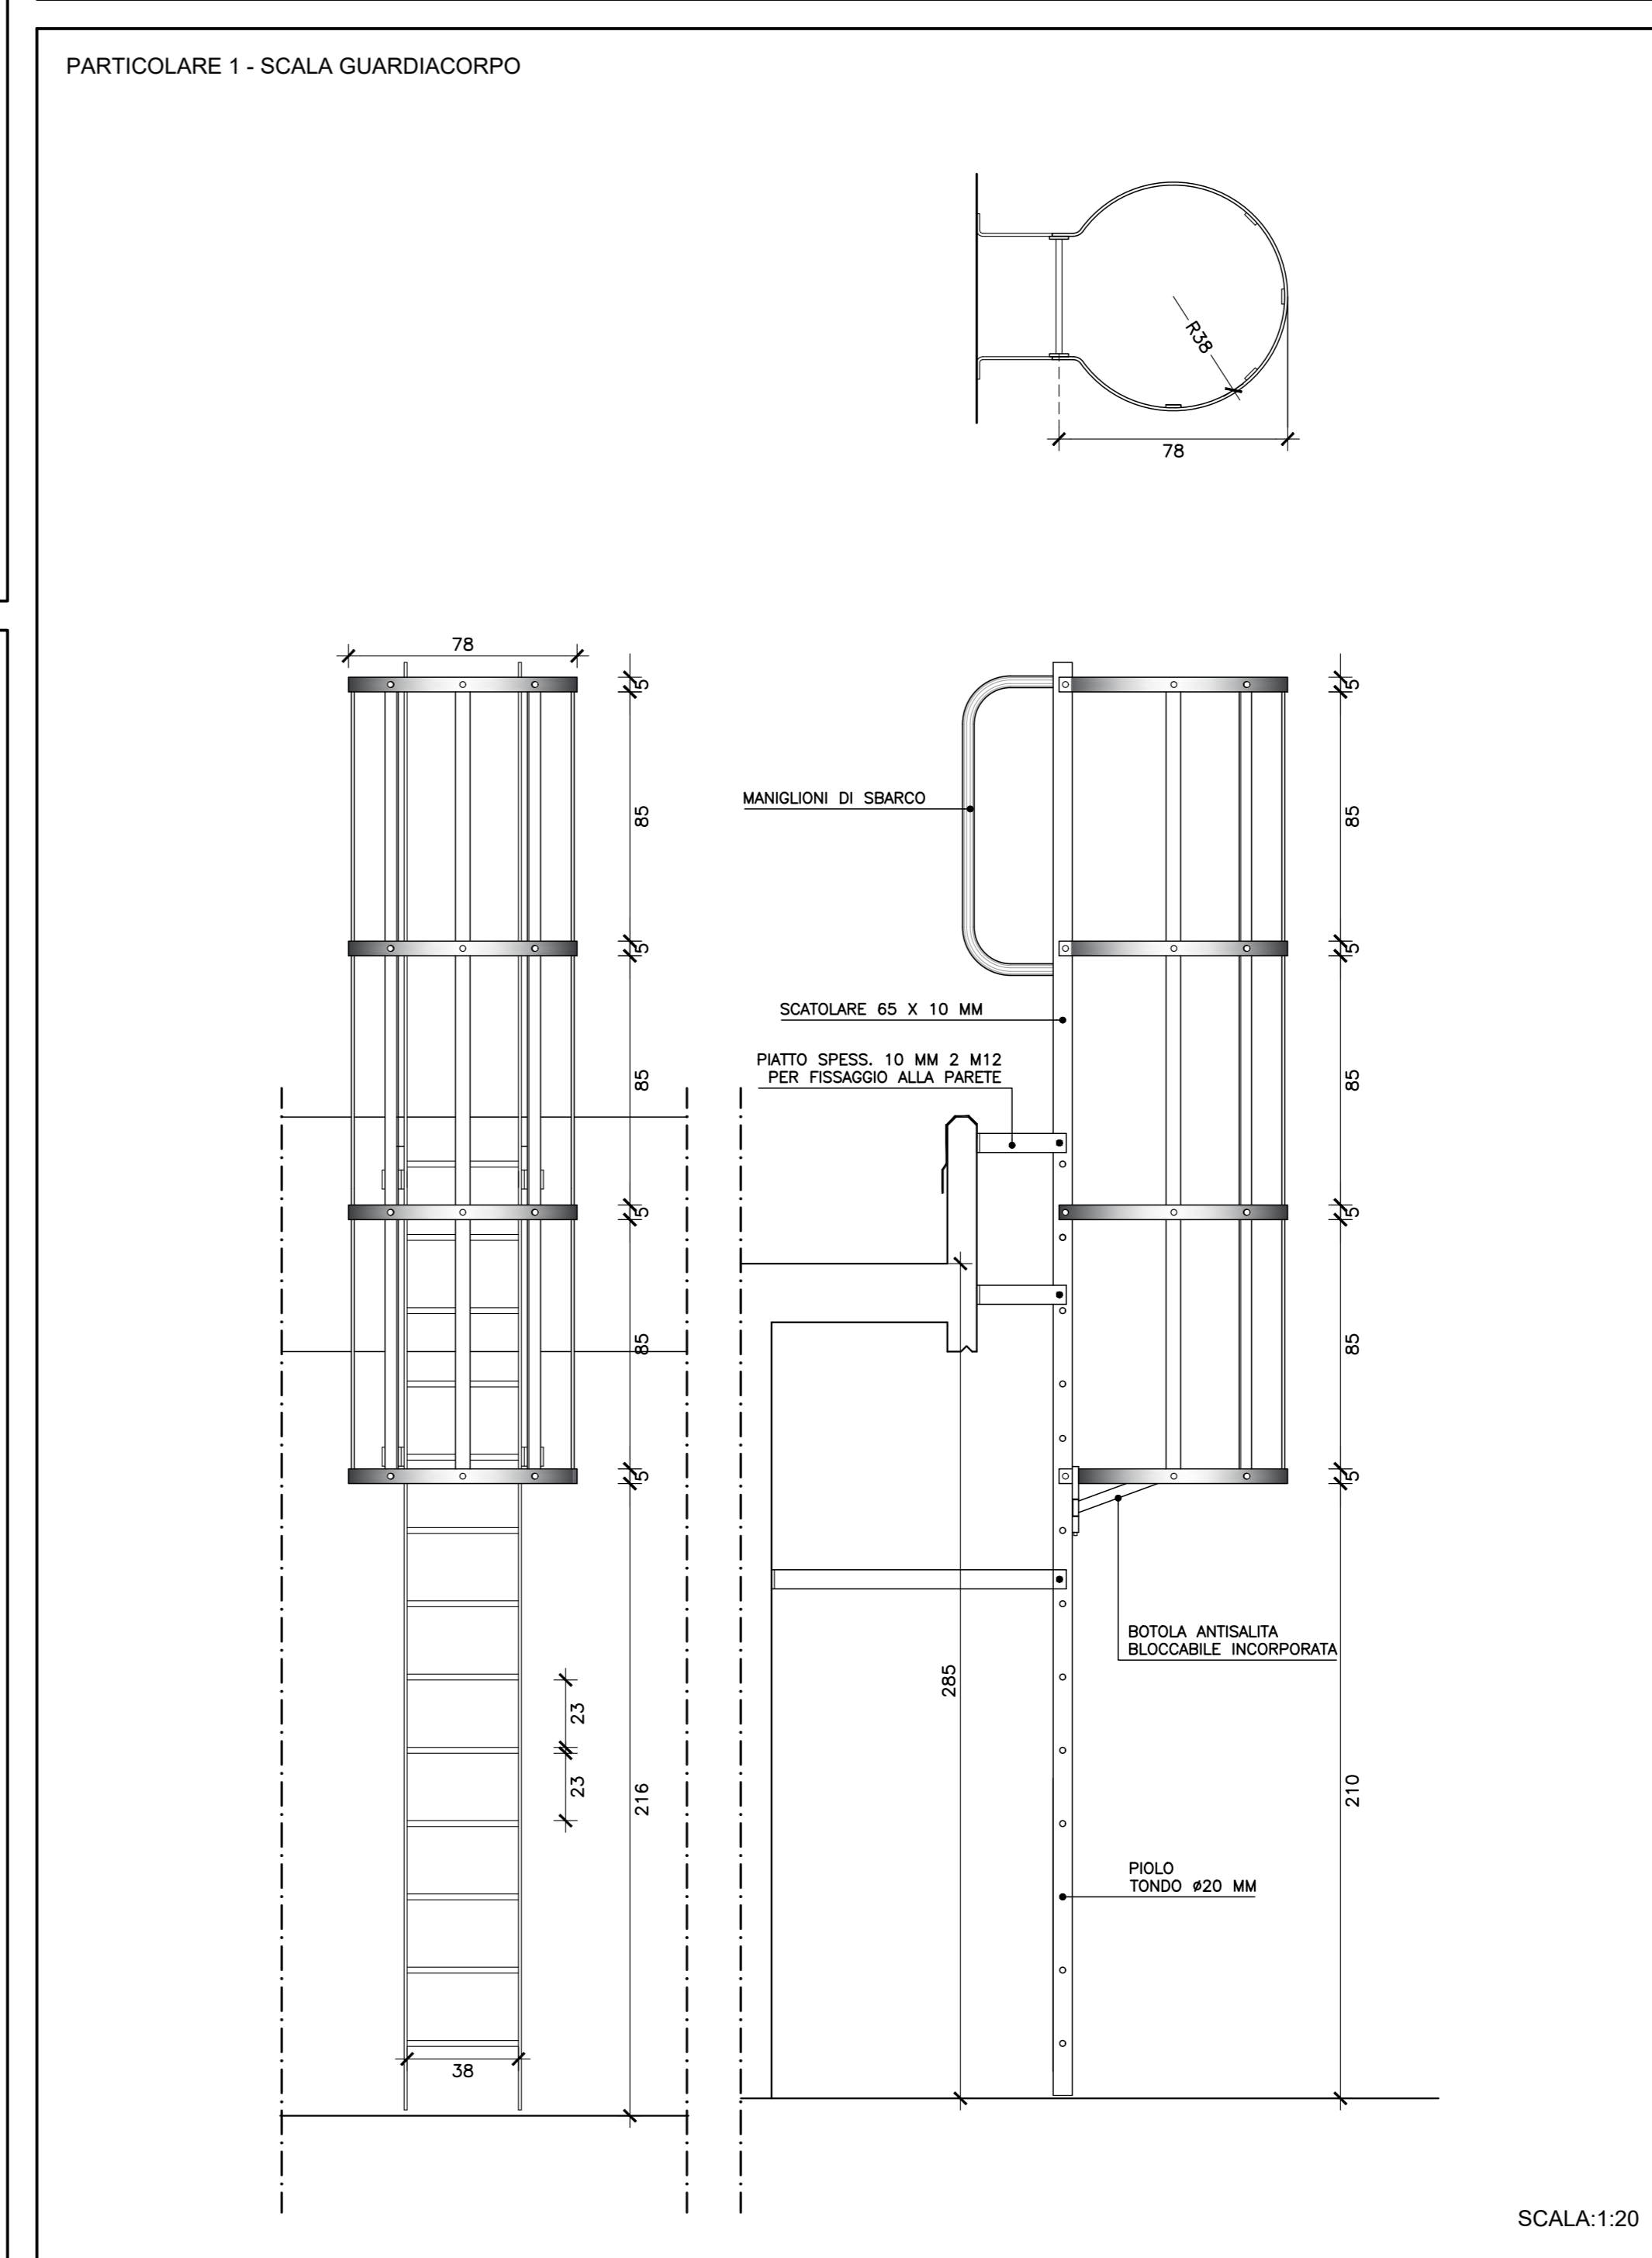 PARTICOLARE 1 - SCALA GUARDIACORPO
R38
78
78
5
85
5
85
5
85
5
216
23
23
38
MANIGLIONI DI SBARCO
SCATOLARE 65 X 10 MM
PIATTO SPESS. 10 MM 2 M12
PER FISSAGGIO ALLA PARETE
285
5
85
5
85
5
85
5
210
BOTOLA ANTISALITA
BLOCCABILE INCORPORATA
PIOLO
TONDO ø20 MM
SCALA:1:20